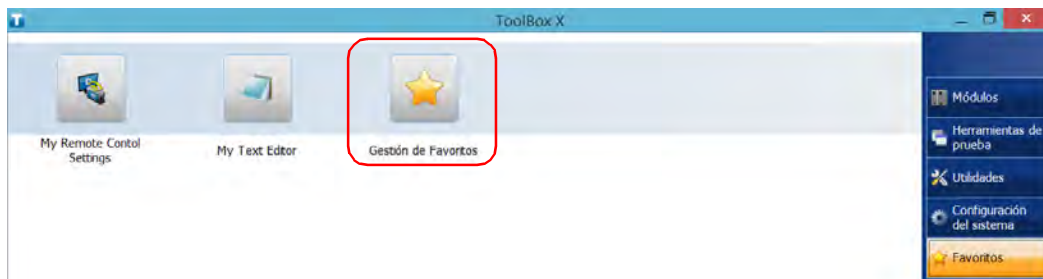 ToolBox X
My Remote Contol
Settings
My Text Editor
Gestión de Favoritos
Módulos
Herramientas de
prueba
Utilidades
Configuración
del sistema
Favoritos